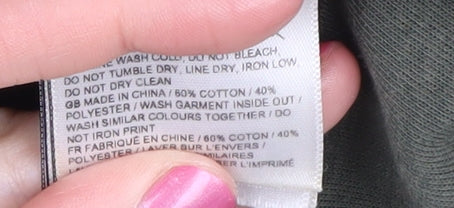 WASH COLD, DO NOT BLEACH,
DO NOT TUMBLE DRY, LINE DRY, IRON LOW,
DO NOT DRY CLEAN
GB MADE IN CHINA / 60% COTTON / 40%
POLYESTER / WASH GARMENT INSIDE OUT /
WASH SIMILAR COLOURS TOGETHER / DO
NOT IRON PRINT
FR FABRIQUÉ EN CHINE / 60% COTON / 40%
POLYESTER / LAVER SUR L'ENVERS /
L'IMPRIMÉ